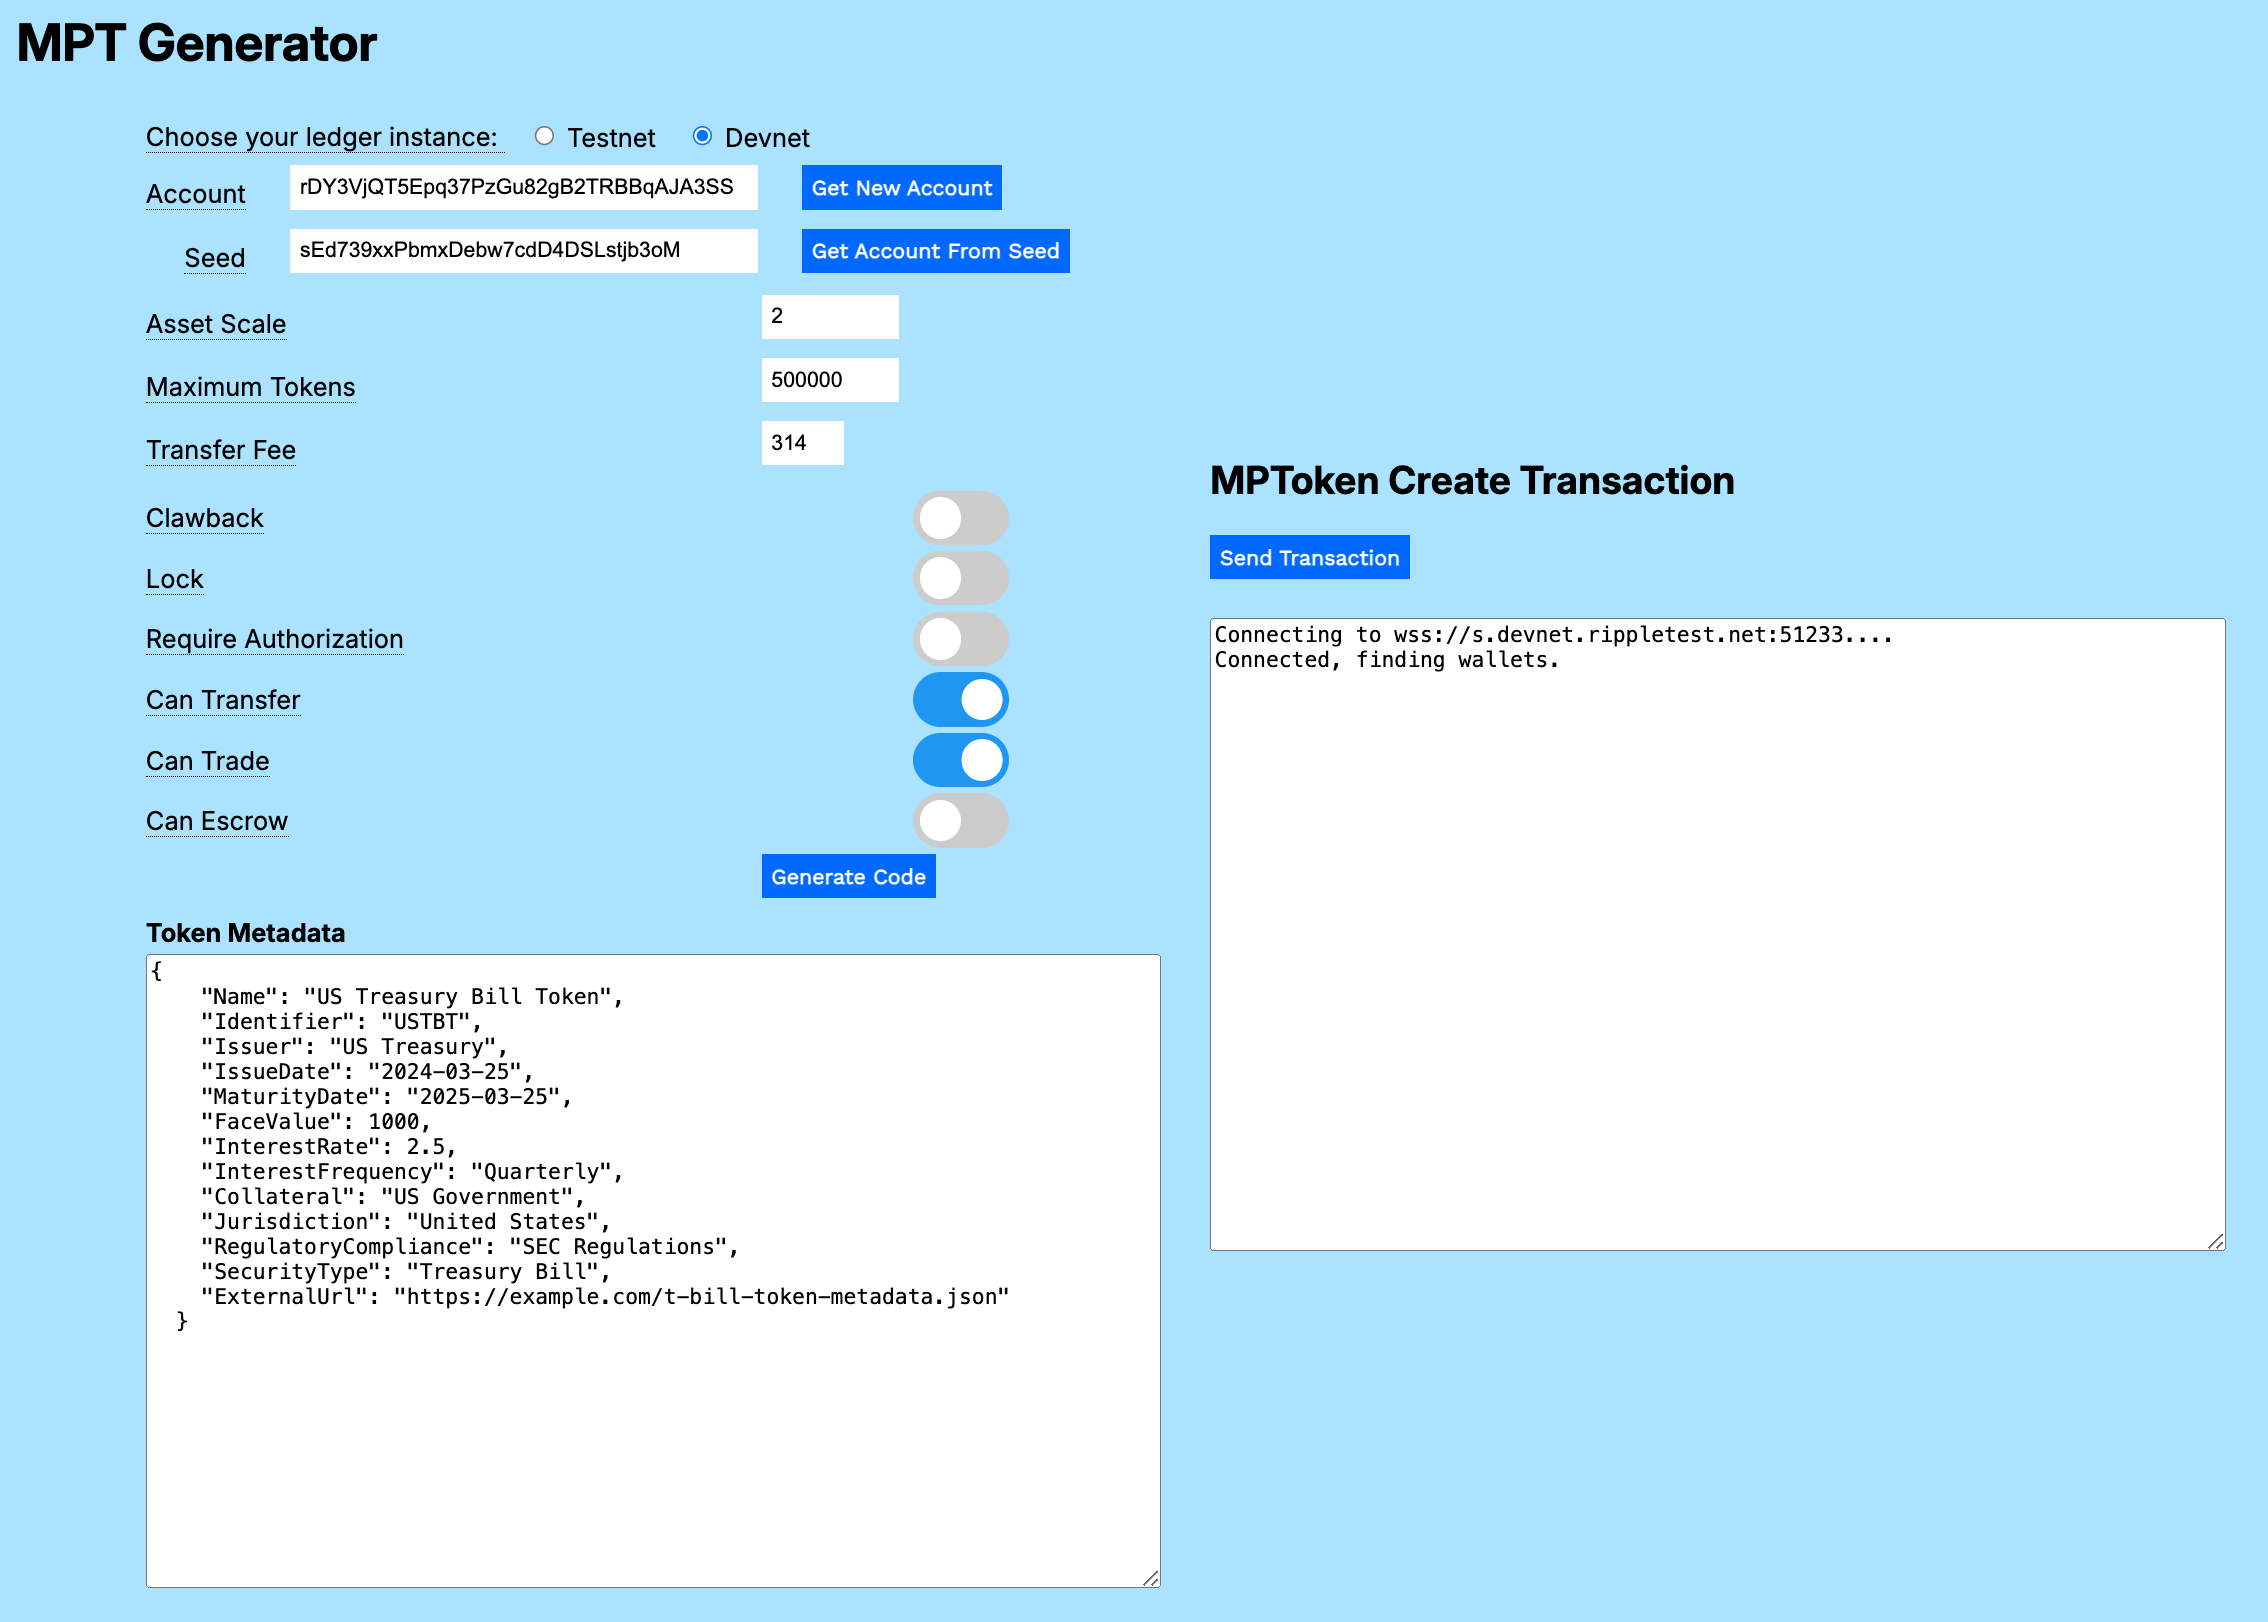 MPT Generator
Choose your ledger instance: Testnet Devnet
Account rDY3VjQT5Epq37PzGu82gB2TRBBqAJA3SS Get New Account
Seed sEd739xxPbmxDebw7cdD4DSLstjb3oM Get Account From Seed
Asset Scale 2
Maximum Tokens 500000
Transfer Fee 314
Clawback
Lock
Require Authorization
Can Transfer
Can Trade
Can Escrow
Generate Code
Token Metadata
{
"Name": "US Treasury Bill Token",
"Identifier": "USTBT",
"Issuer": "US Treasury",
"IssueDate": "2024-03-25",
"MaturityDate": "2025-03-25",
"FaceValue": 1000,
"InterestRate": 2.5,
"InterestFrequency": "Quarterly",
"Collateral": "US Government",
"Jurisdiction": "United States",
"RegulatoryCompliance": "SEC Regulations",
"SecurityType": "Treasury Bill",
"ExternalUrl": "https://example.com/t-bill-token-metadata.json"
}
MPToken Create Transaction
Send Transaction
Connecting to wss://s.devnet.rippletest.net:51233....
Connected, finding wallets.